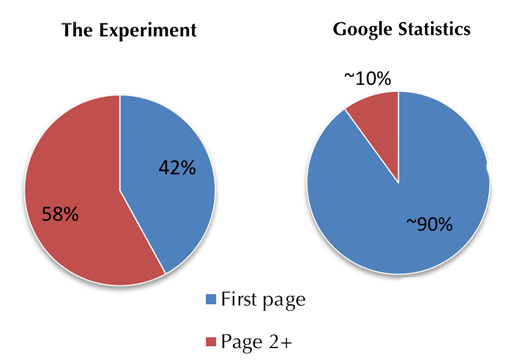 The Experiment
Google Statistics
42%
58%
~10%
~90%
First page
Page 2+